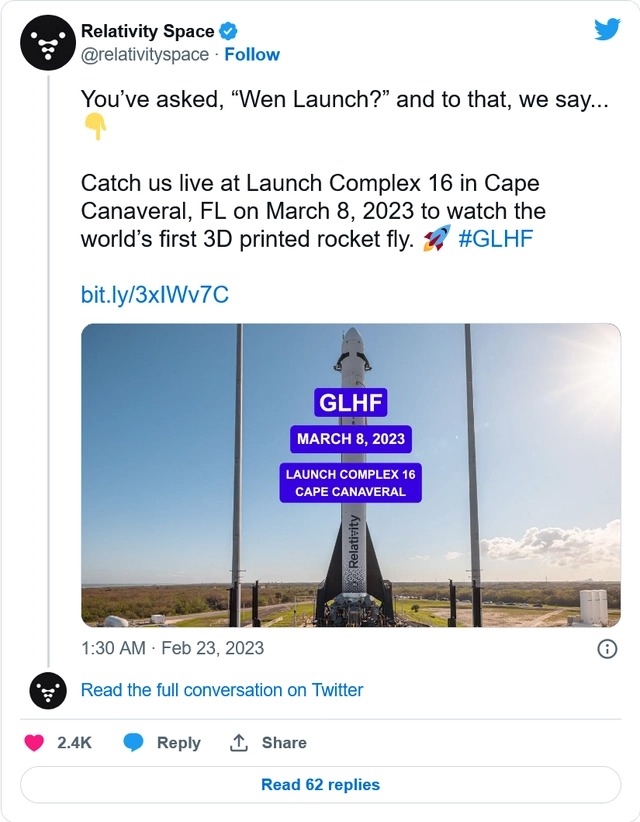 Relativity Space
@relativityspace · Follow
You’ve asked, “Wen Launch?” and to that, we say...
👇
Catch us live at Launch Complex 16 in Cape
Canaveral, FL on March 8, 2023 to watch the
world’s first 3D printed rocket fly. 🚀 #GLHF
bit.ly/3xIWv7C
GLHF
MARCH 8, 2023
LAUNCH COMPLEX 16
CAPE CANAVERAL
Relativity
1:30 AM · Feb 23, 2023
Read the full conversation on Twitter
2.4K Reply Share
Read 62 replies